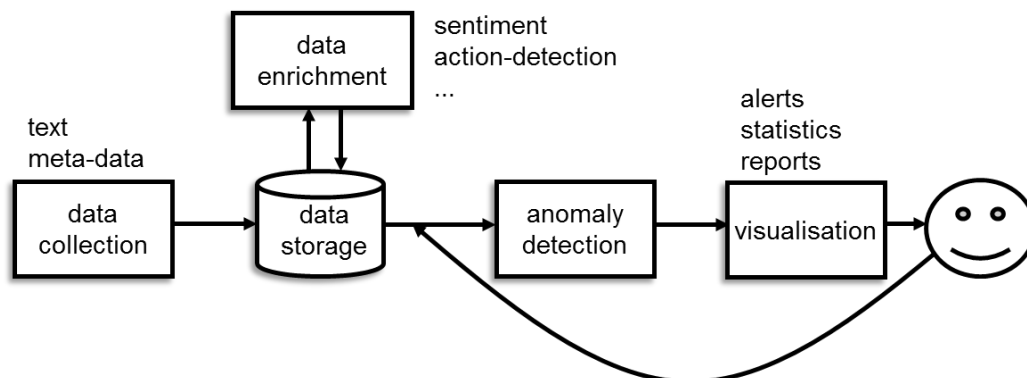 data
enrichment
sentiment
action-detection
...
text
meta-data
data
collection
data
storage
anomaly
detection
alerts
statistics
reports
visualisation